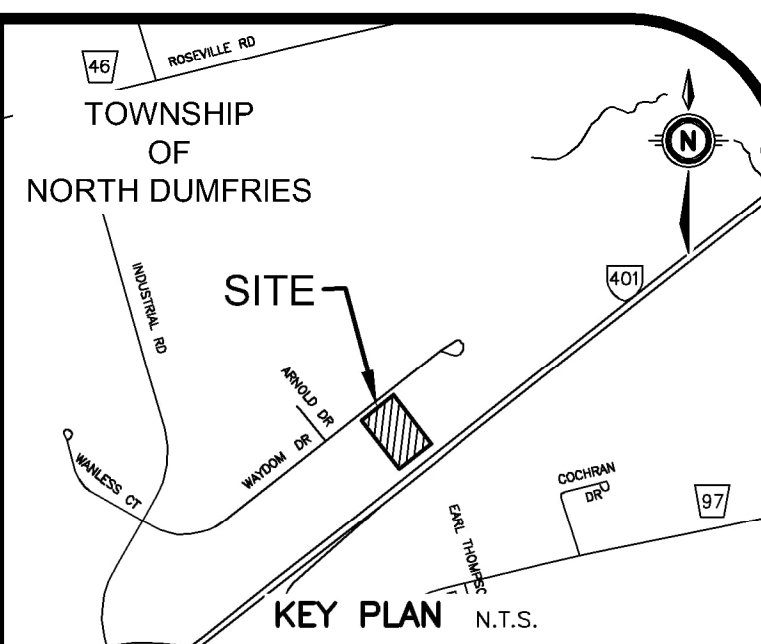 46
ROSEVILLE RD
TOWNSHIP
OF
NORTH DUMFRIES
N
INDUSTRIAL RD
SITE
401
ARNOLD DR
WAYDOM DR
WANLESS CT
COCHRAN
DR
97
EARL
KEY PLAN N.T.S.